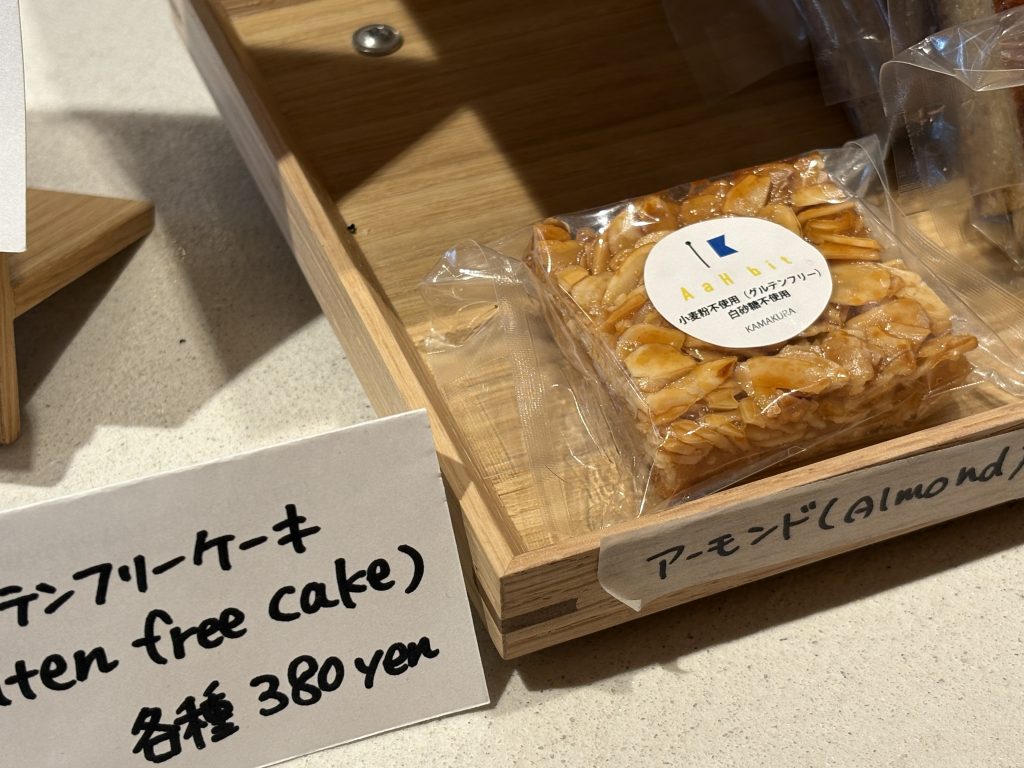 AaH bit
小麦粉不使用（グルテンフリー）
白砂糖不使用
KAMAKURA
アーモンド(Almond)
テンフリーケーキ
ten free cake)
各種 380 yen